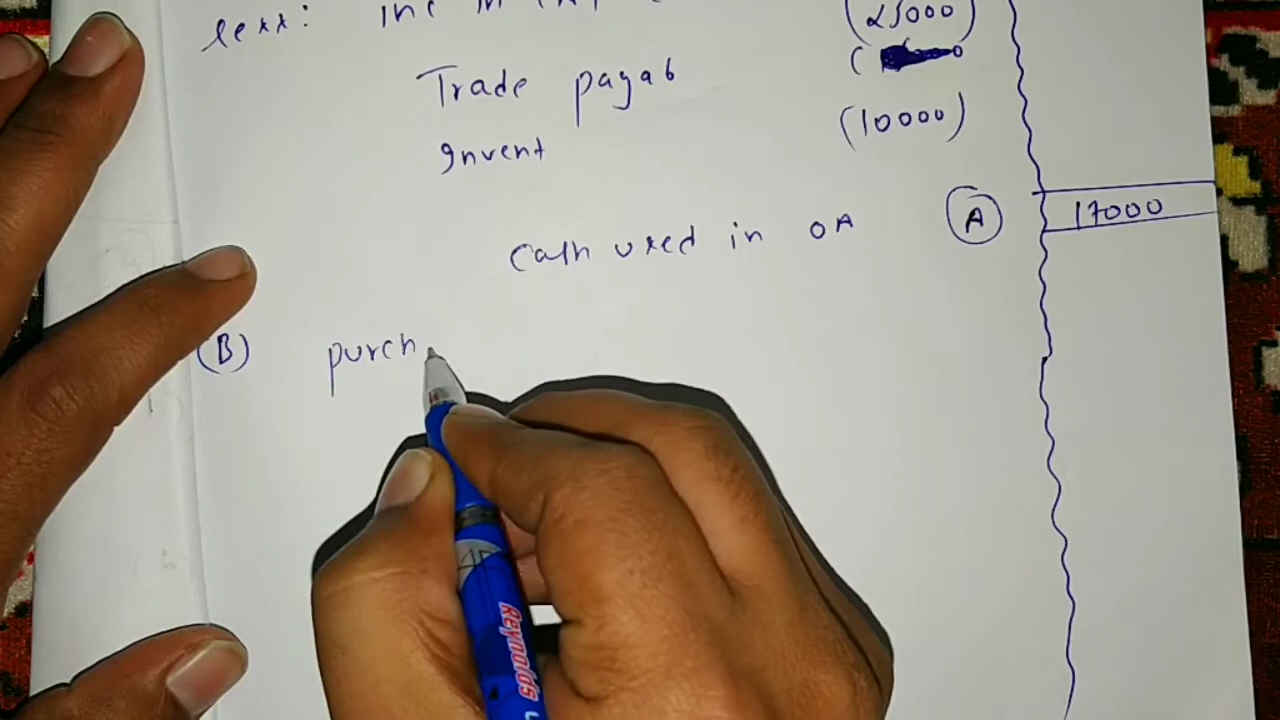 less: inc in
(25000)
Trade payab
(10000)
Invent
Cash used in OA (A) 17000
(B) purch
Reynolds